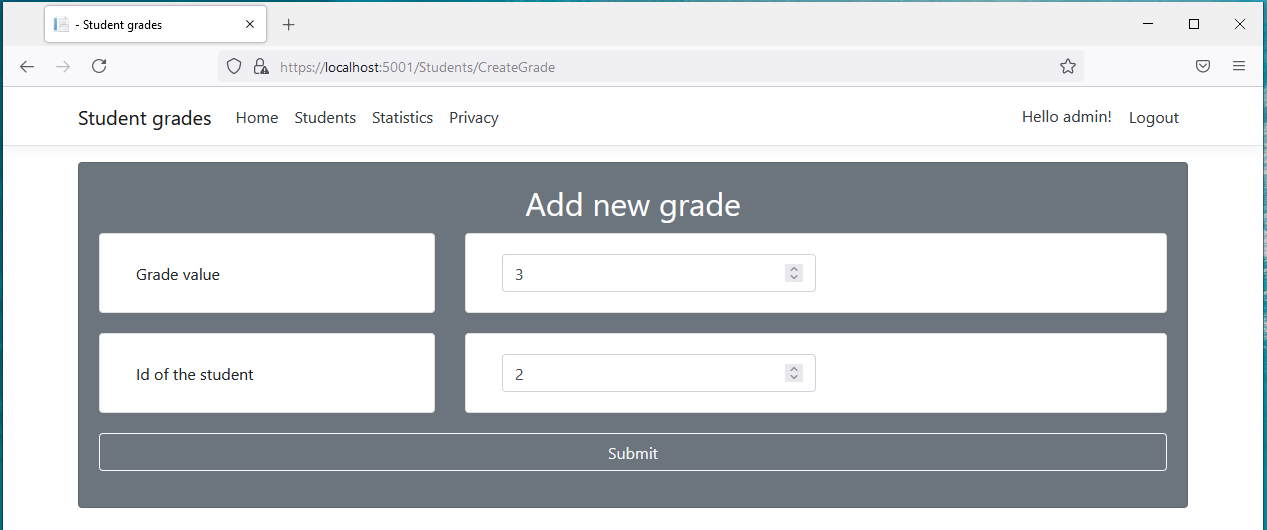 - Student grades
https://localhost:5001/Students/CreateGrade
Student grades Home Students Statistics Privacy Hello admin! Logout
Add new grade
Grade value 3
Id of the student 2
Submit